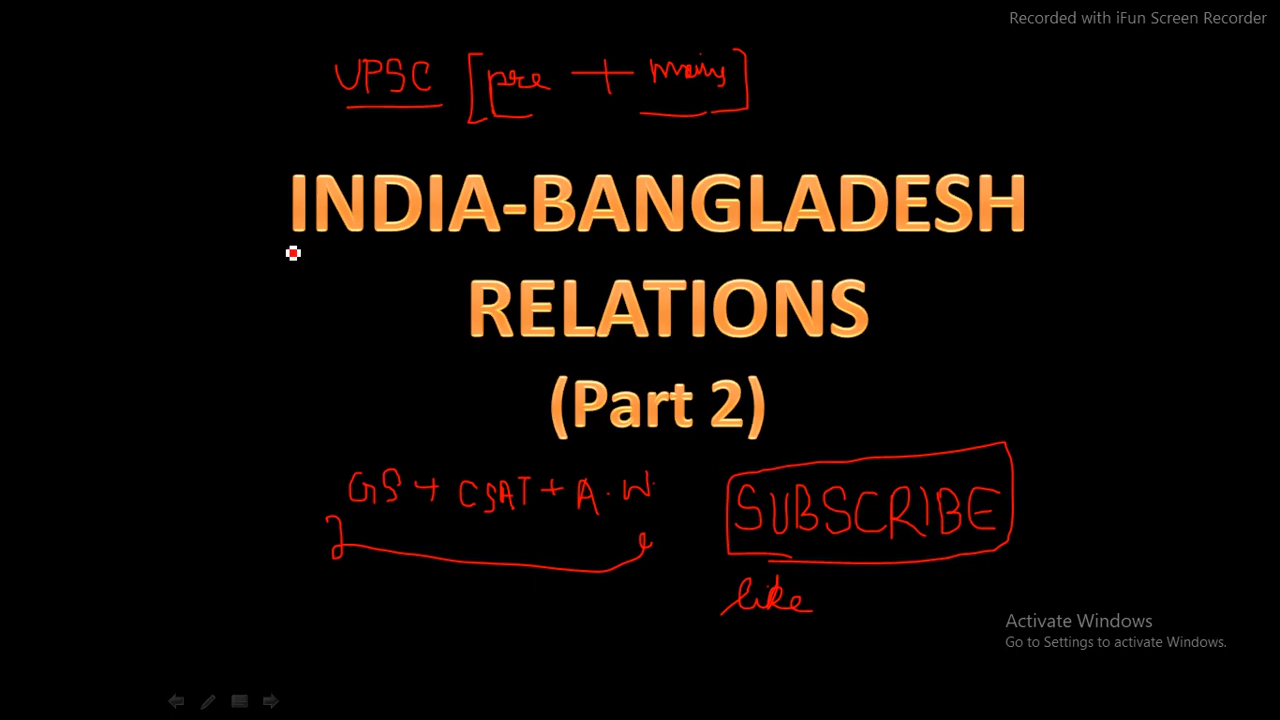 Recorded with iFun Screen Recorder
UPSC [pre + mains]
INDIA-BANGLADESH
RELATIONS
(Part 2)
GS + CSAT + A.W.
SUBSCRIBE
like
Activate Windows
Go to Settings to activate Windows.